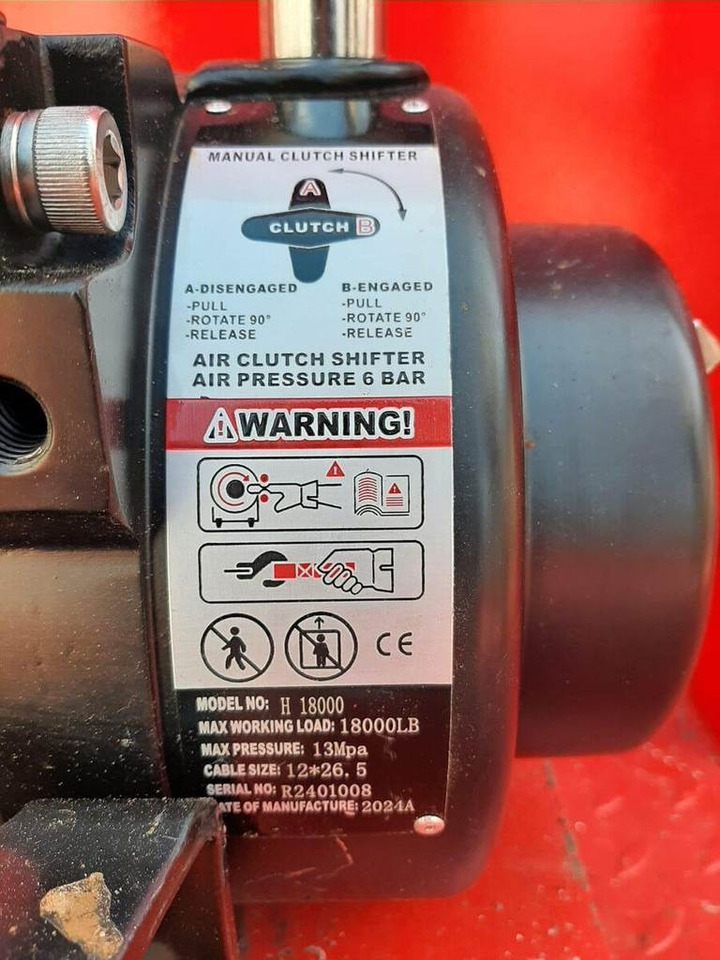 MANUAL CLUTCH SHIFTER
A
CLUTCH B
A-DISENGAGED B-ENGAGED
-PULL -PULL
-ROTATE 90° -ROTATE 90°
-RELEASE -RELEASE
AIR CLUTCH SHIFTER
AIR PRESSURE 6 BAR
WARNING!
CE
MODEL NO: H 18000
MAX WORKING LOAD: 18000LB
MAX PRESSURE: 13Mpa
CABLE SIZE: 12*26.5
SERIAL NO: R2401008
DATE OF MANUFACTURE: 2024A